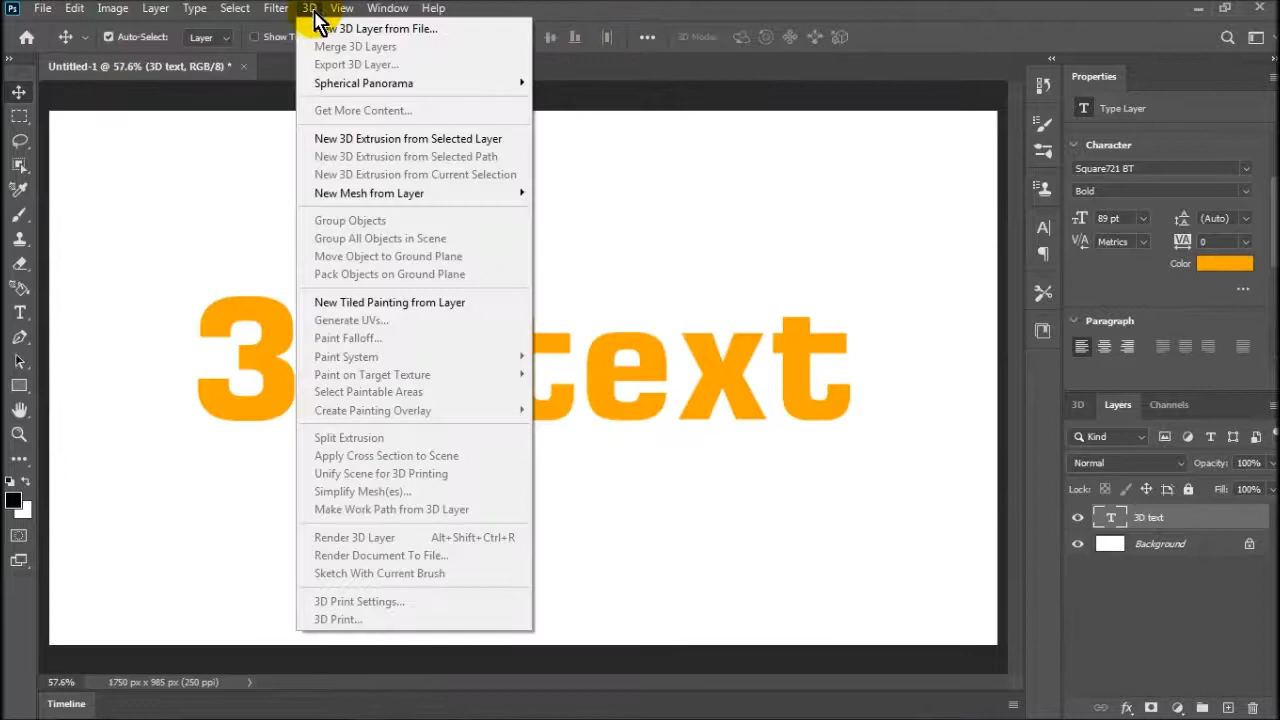 Ps File Edit Image Layer Type Select Filter 3D View Window Help
Auto-Select: Layer Show 3D Mode:
Untitled-1 @ 57.6% (3D text, RGB/8) * ×
3D Layer from File...
Merge 3D Layers
Export 3D Layer...
Spherical Panorama
Get More Content...
New 3D Extrusion from Selected Layer
New 3D Extrusion from Selected Path
New 3D Extrusion from Current Selection
New Mesh from Layer
Group Objects
Group All Objects in Scene
Move Object to Ground Plane
Pack Objects on Ground Plane
New Tiled Painting from Layer
Generate UVs...
Paint Falloff...
Paint System
Paint on Target Texture
Select Paintable Areas
Create Painting Overlay
Split Extrusion
Apply Cross Section to Scene
Unify Scene for 3D Printing
Simplify Mesh(es)...
Make Work Path from 3D Layer
Render 3D Layer Alt+Shift+Ctrl+R
Render Document To File...
Sketch With Current Brush
3D Print Settings...
3D Print...
3 text
Properties
T Type Layer
Character
Square721 BT
Bold
89 pt (Auto)
Metrics 0
Color
Paragraph
3D Layers Channels
Kind
Normal Opacity: 100%
Lock: Fill: 100%
T 3D text
Background
57.6% 1750 px x 985 px (250 ppi)
Timeline